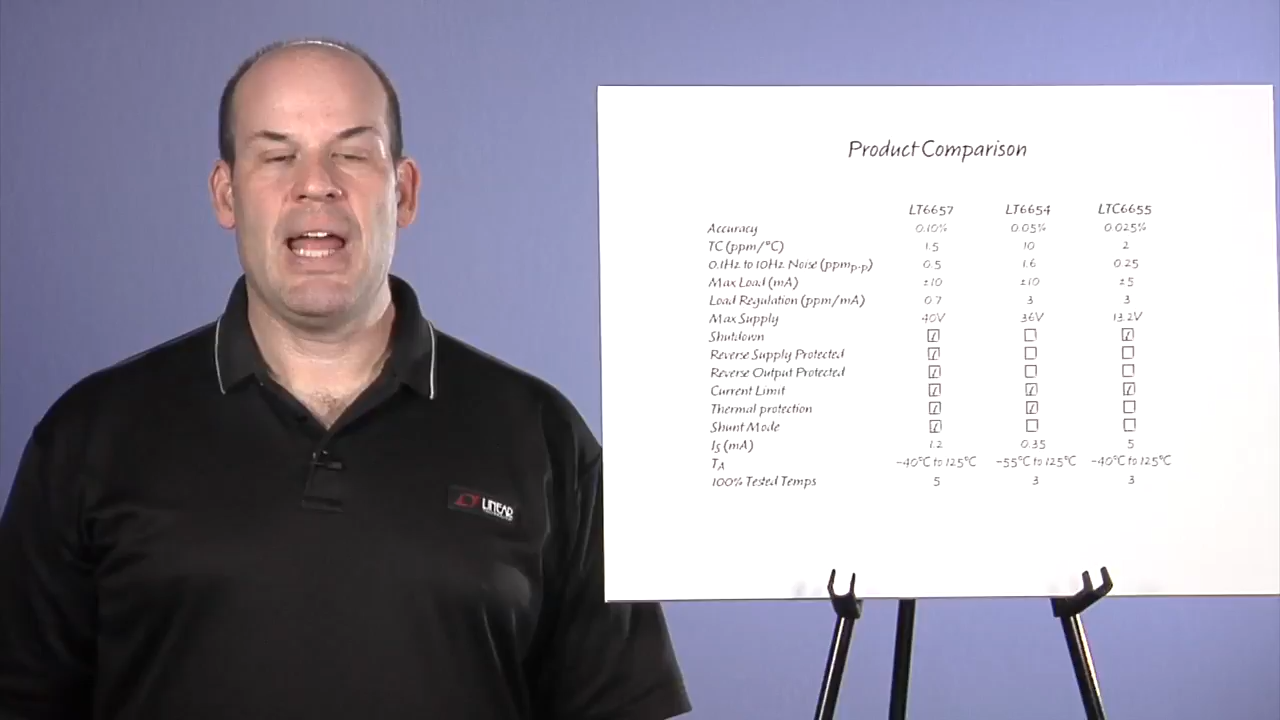 Product Comparison
LT6657 LT6654 LTC6655
Accuracy 0.10% 0.05% 0.025%
TC (ppm/°C) 1.5 10 2
0.1Hz to 10Hz Noise (ppmp-p) 0.5 1.6 0.25
Max Load (mA) ±10 ±10 ±5
Load Regulation (ppm/mA) 0.7 3 3
Max Supply 40V 36V 13.2V
Shutdown
Reverse Supply Protected
Reverse Output Protected
Current Limit
Thermal protection
Shunt Mode
IS (mA) 1.2 0.35 5
TA -40°C to 125°C -55°C to 125°C -40°C to 125°C
100% Tested Temps 5 3 3
LINEAR